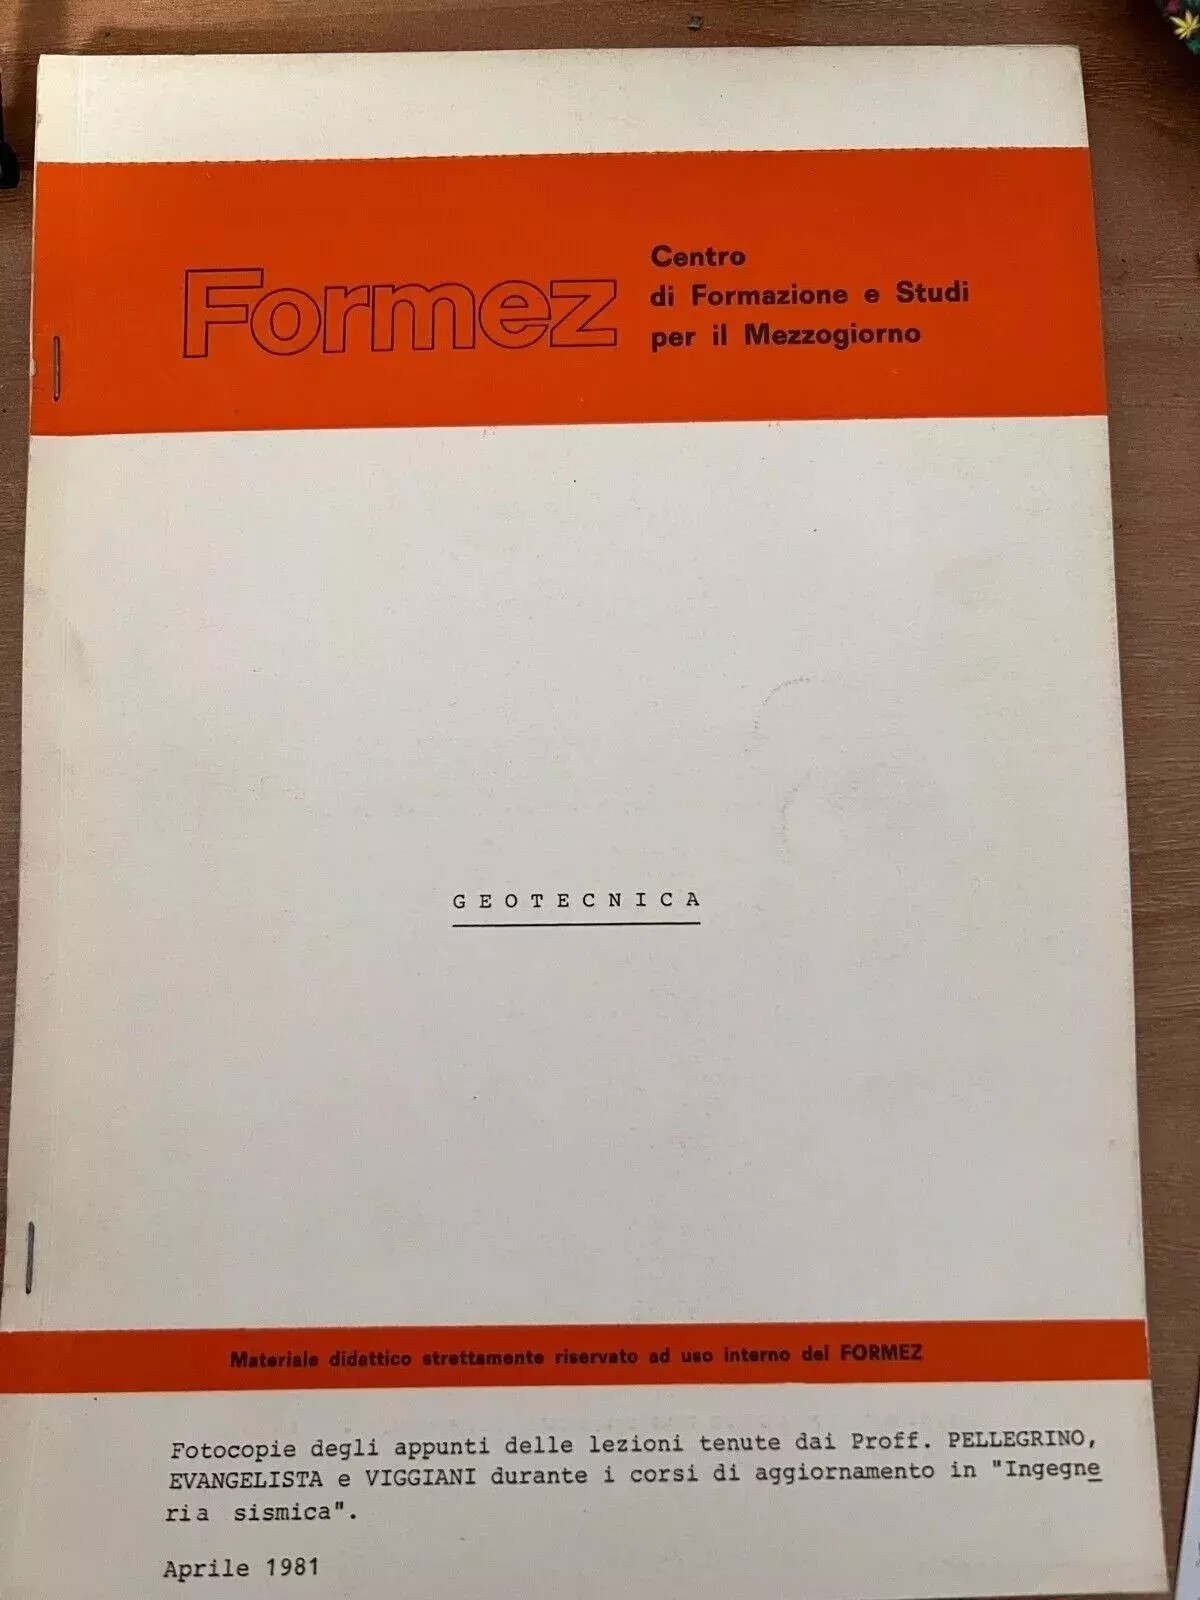 Formez
Centro
di Formazione e Studi
per il Mezzogiorno
GEOTECNICA
Materiale didattico strettamente riservato ad uso interno del FORMEZ
Fotocopie degli appunti delle lezioni tenute dai Proff. PELLEGRINO,
EVANGELISTA e VIGGIANI durante i corsi di aggiornamento in "Ingegne
ria sismica".
Aprile 1981